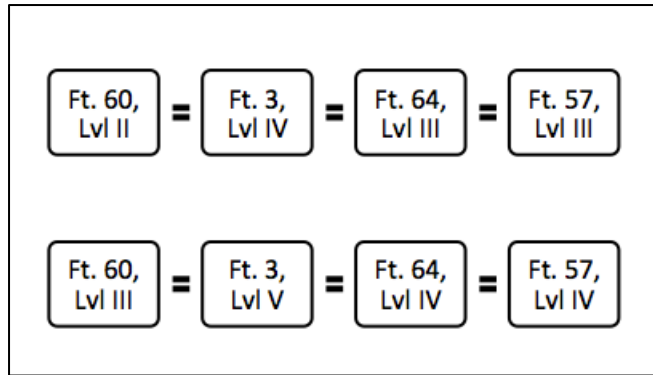 Ft. 60, = Ft. 3, = Ft. 64, = Ft. 57,
Lvl II Lvl IV Lvl III Lvl III
Ft. 60, = Ft. 3, = Ft. 64, = Ft. 57,
Lvl III Lvl V Lvl IV Lvl IV